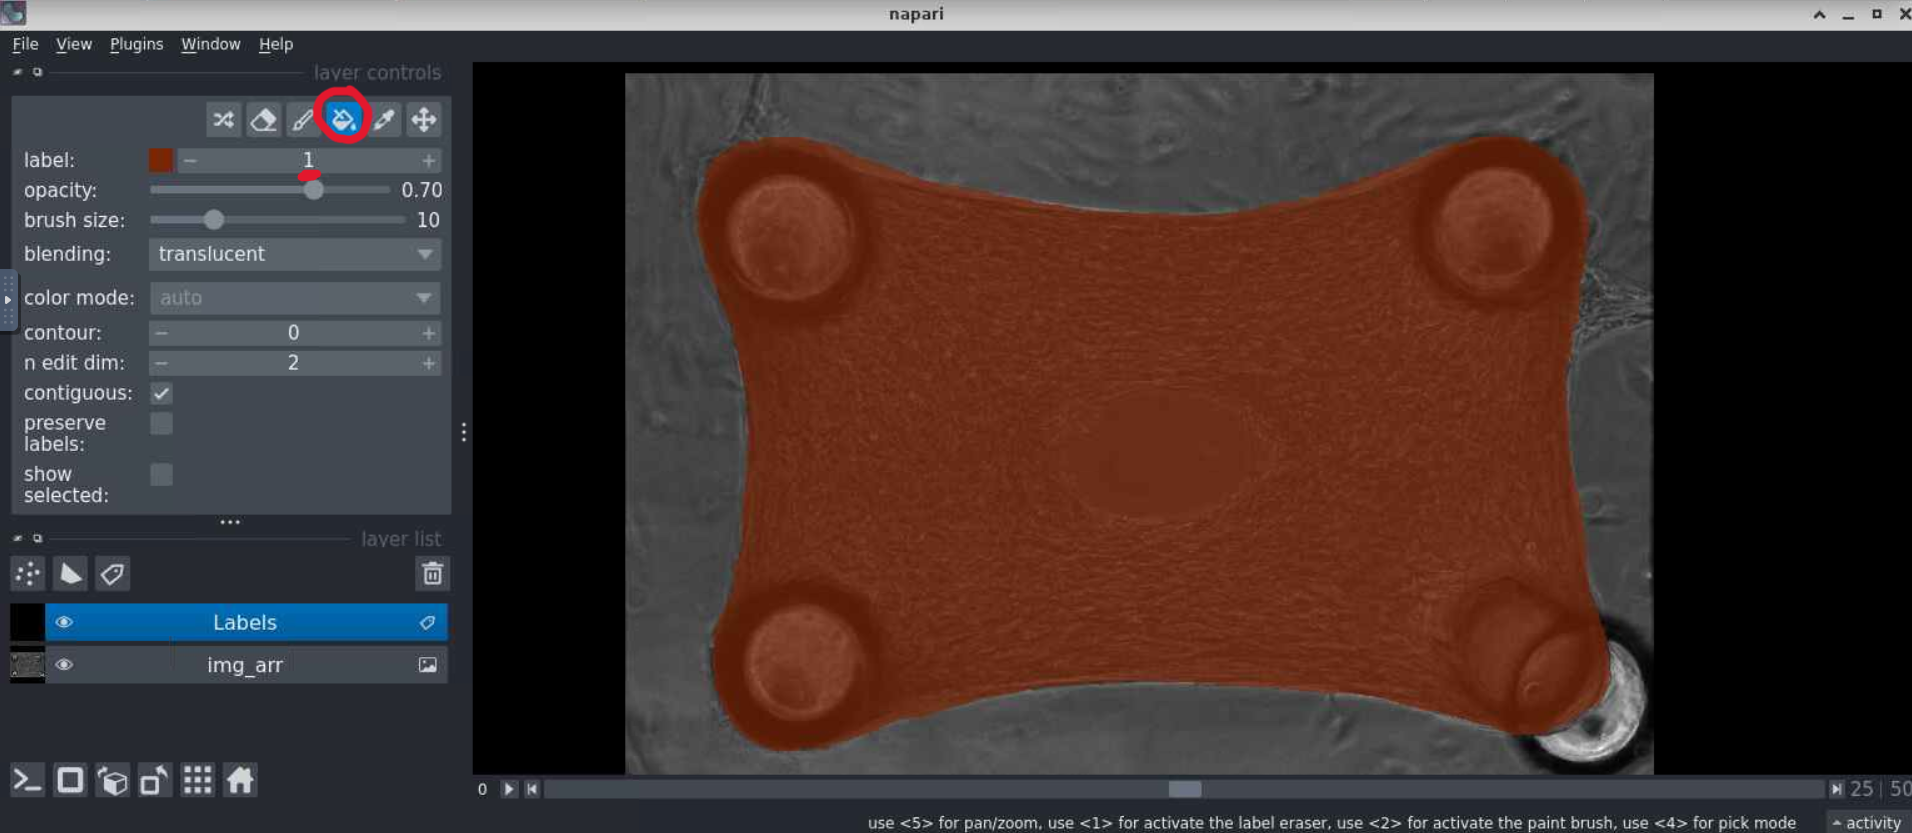 napari
File View Plugins Window Help
layer controls
label: 1
opacity: 0.70
brush size: 10
blending: translucent
color mode: auto
contour: 0
n edit dim: 2
contiguous:
preserve
labels:
show
selected:
layer list
Labels
img_arr
0 25 | 50
use <5> for pan/zoom, use <1> for activate the label eraser, use <2> for activate the paint brush, use <4> for pick mode activity